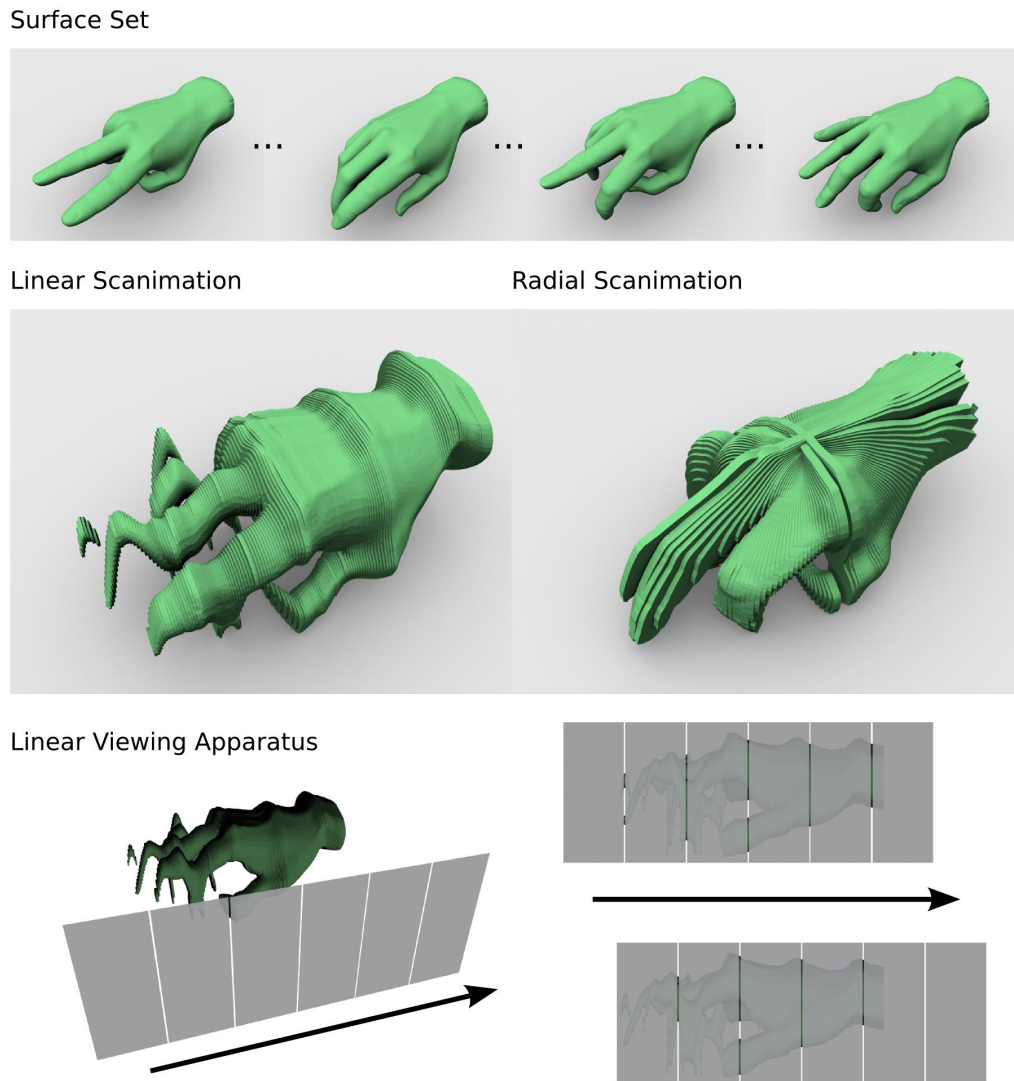 Surface Set
... ... ...
Linear Scanimation
Radial Scanimation
Linear Viewing Apparatus